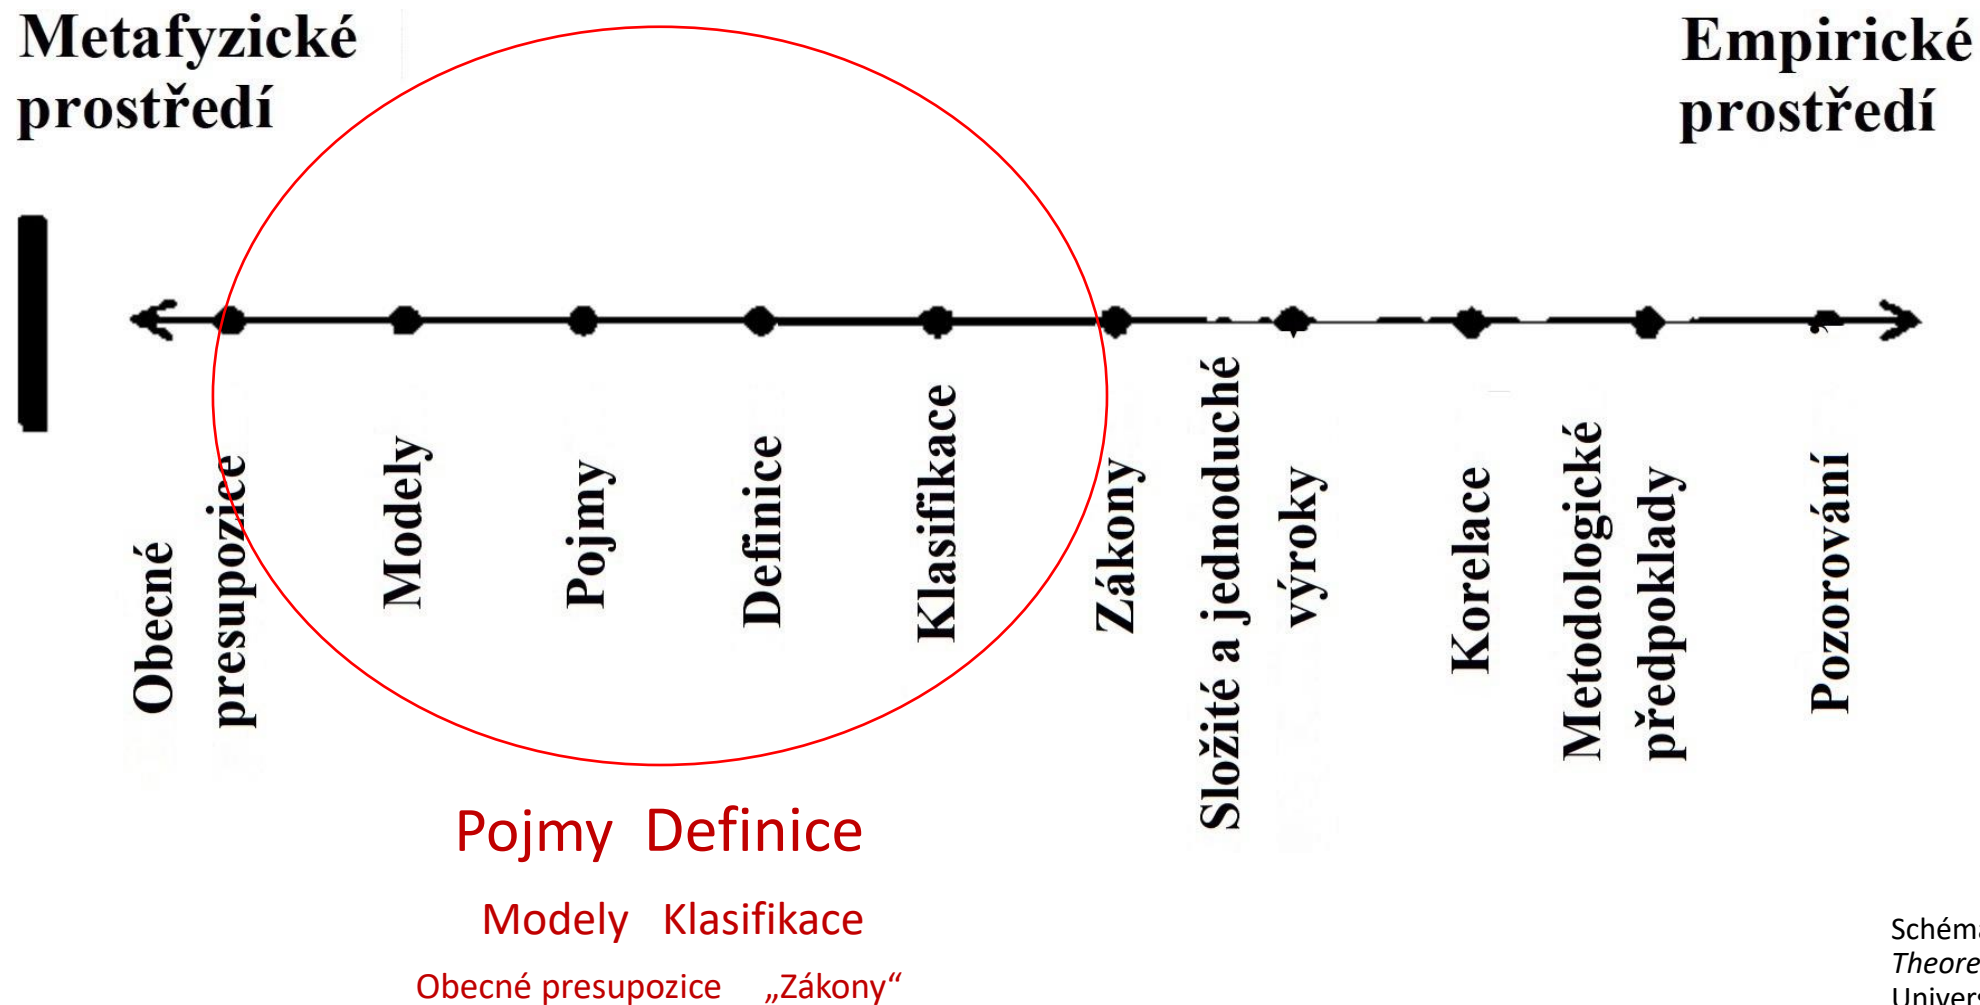 Metafyzické
prostředí
Empirické
prostředí
Obecné
presupozice
Modely
Pojmy
Definice
Klasifikace
Zákony
Složité a jednoduché
výroky
Korelace
Metodologické
předpoklady
Pozorování
Pojmy Definice
Modely Klasifikace
Obecné presupozice „Zákony“